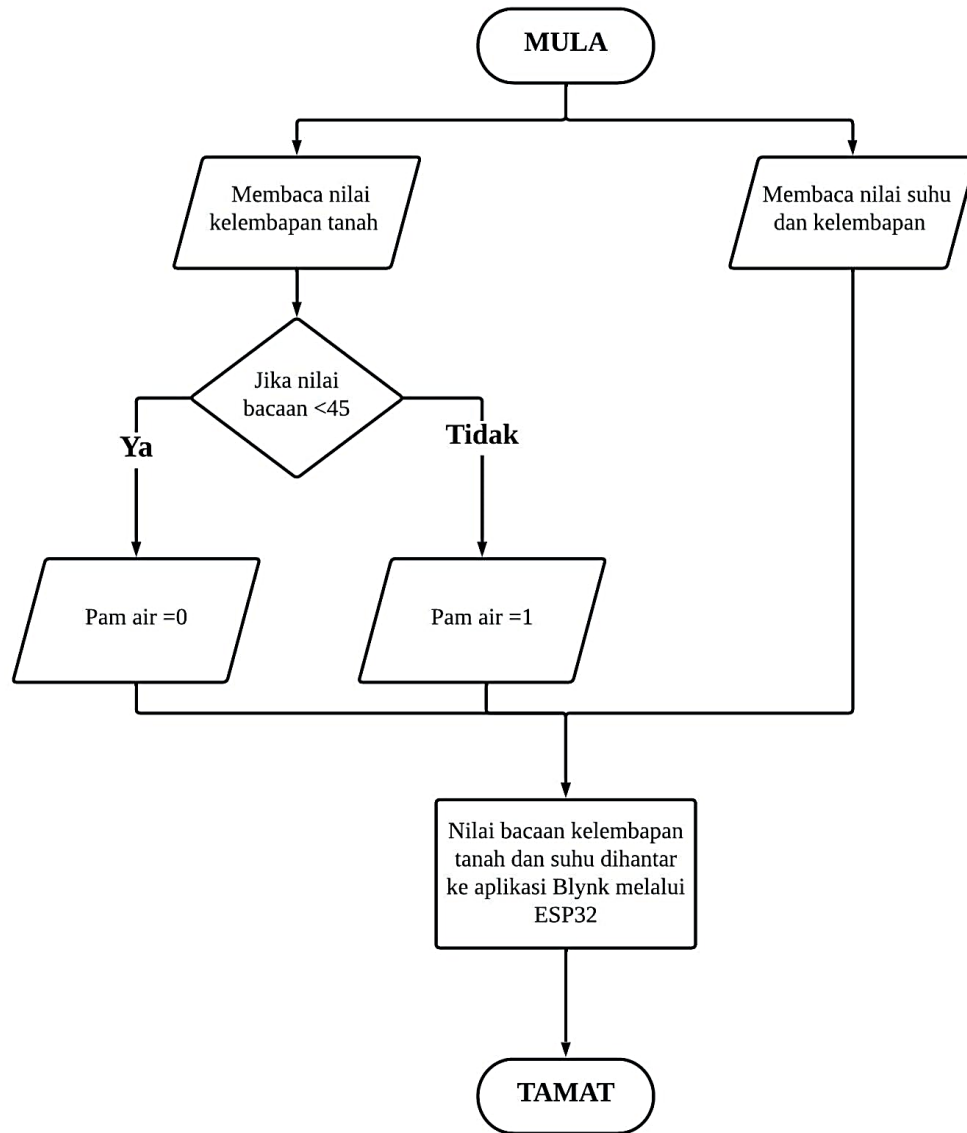 MULA
Membaca nilai
kelembapan tanah
Membaca nilai suhu
dan kelembapan
Jika nilai
bacaan <45
Ya
Tidak
Pam air =0
Pam air =1
Nilai bacaan kelembapan
tanah dan suhu dihantar
ke aplikasi Blynk melalui
ESP32
TAMAT